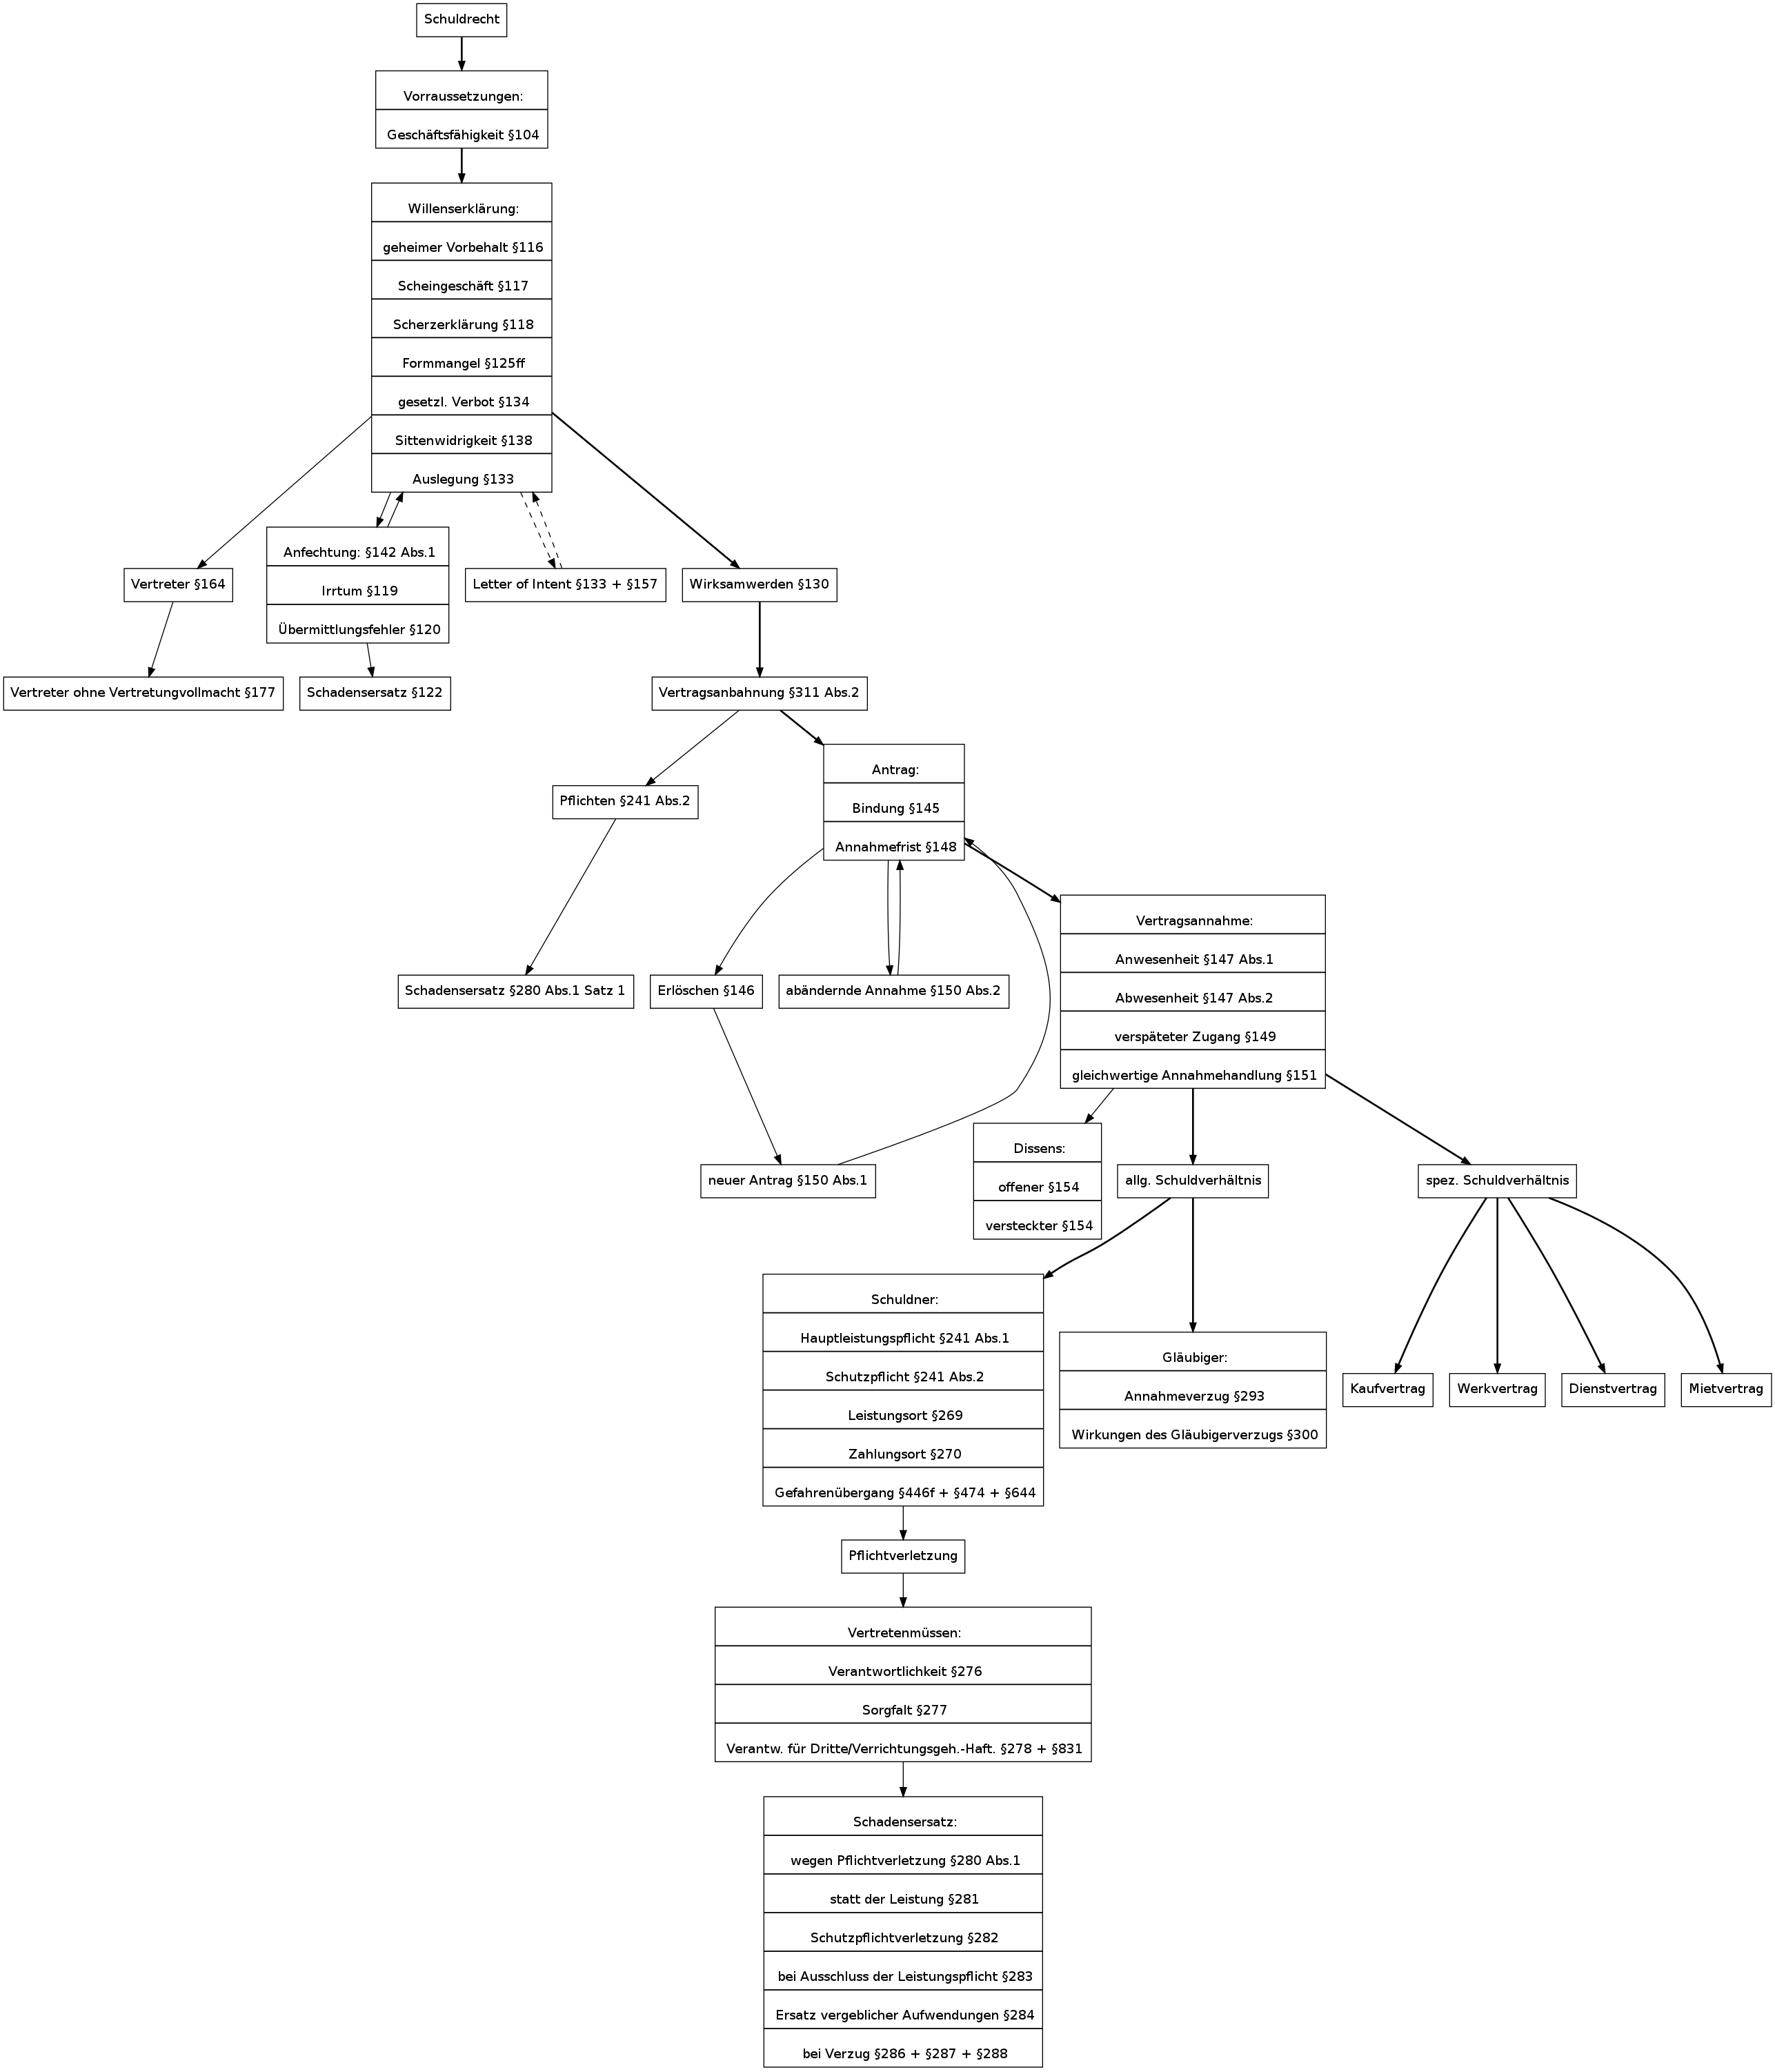 Schuldrecht
Vorraussetzungen:
Geschäftsfähigkeit §104
Willenserklärung:
geheimer Vorbehalt §116
Scheingeschäft §117
Scherzerklärung §118
Formmangel §125ff
gesetzl. Verbot §134
Sittenwidrigkeit §138
Auslegung §133
Vertreter §164
Anfechtung: §142 Abs.1
Irrtum §119
Übermittlungsfehler §120
Letter of Intent §133 + §157
Wirksamwerden §130
Vertreter ohne Vertretungvollmacht §177
Schadensersatz §122
Vertragsanbahnung §311 Abs.2
Pflichten §241 Abs.2
Antrag:
Bindung §145
Annahmefrist §148
Schadensersatz §280 Abs.1 Satz 1
Erlöschen §146
abändernde Annahme §150 Abs.2
Vertragsannahme:
Anwesenheit §147 Abs.1
Abwesenheit §147 Abs.2
verspäteter Zugang §149
gleichwertige Annahmehandlung §151
neuer Antrag §150 Abs.1
Dissens:
offener §154
versteckter §154
allg. Schuldverhältnis
spez. Schuldverhältnis
Schuldner:
Hauptleistungspflicht §241 Abs.1
Schutzpflicht §241 Abs.2
Leistungsort §269
Zahlungsort §270
Gefahrenübergang §446f + §474 + §644
Gläubiger:
Annahmeverzug §293
Wirkungen des Gläubigerverzugs §300
Kaufvertrag
Werkvertrag
Dienstvertrag
Mietvertrag
Pflichtverletzung
Vertretenmüssen:
Verantwortlichkeit §276
Sorgfalt §277
Verantw. für Dritte/Verrichtungsgeh.-Haft. §278 + §831
Schadensersatz:
wegen Pflichtverletzung §280 Abs.1
statt der Leistung §281
Schutzpflichtverletzung §282
bei Ausschluss der Leistungspflicht §283
Ersatz vergeblicher Aufwendungen §284
bei Verzug §286 + §287 + §288